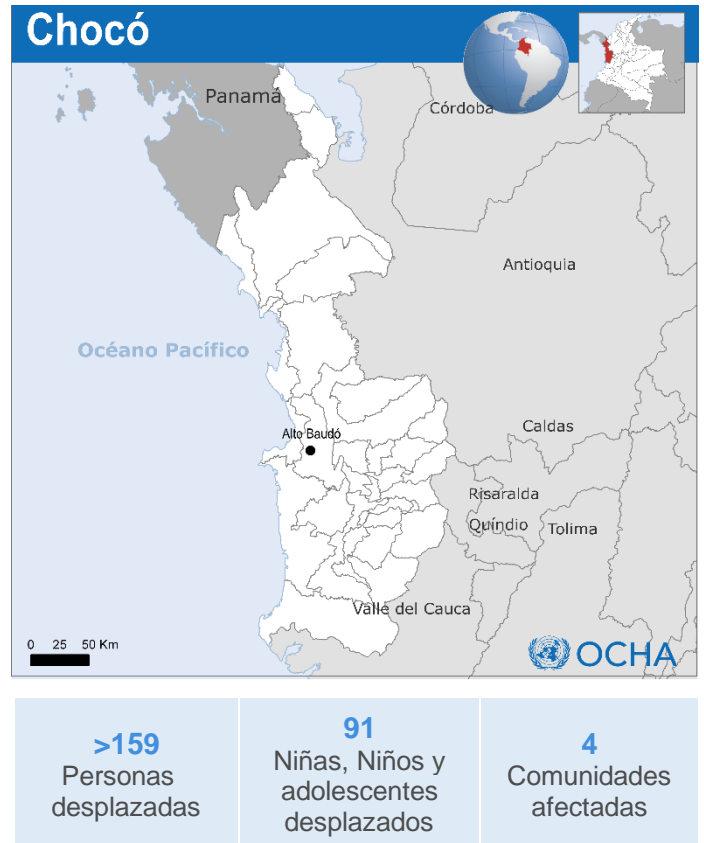 Chocó
Panamá
Córdoba
Antioquia
Océano Pacífico
Alto Baudó
Caldas
Risaralda
Quíndio
Tolima
Valle del Cauca
0 25 50 Km
OCHA
>159
Personas
desplazadas
91
Niñas, Niños y
adolescentes
desplazados
4
Comunidades
afectadas